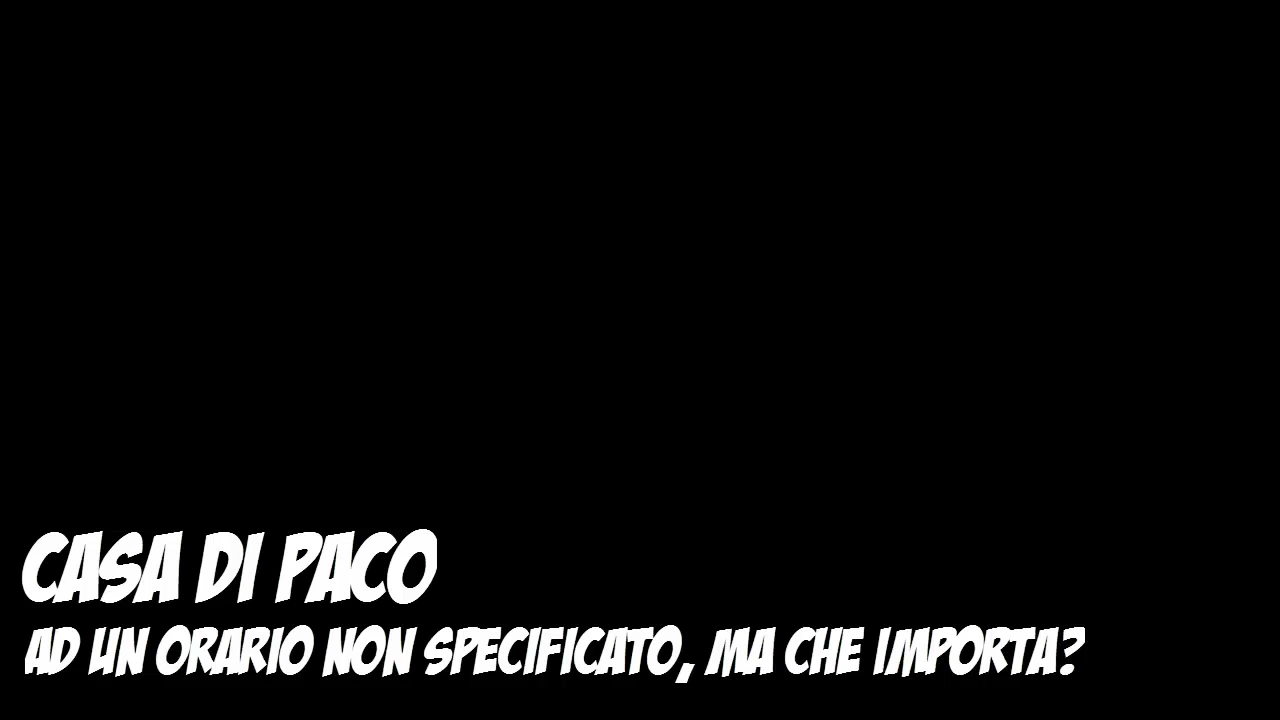 CASA DI PACO
AD UN ORARIO NON SPECIFICATO, MA CHE IMPORTA?